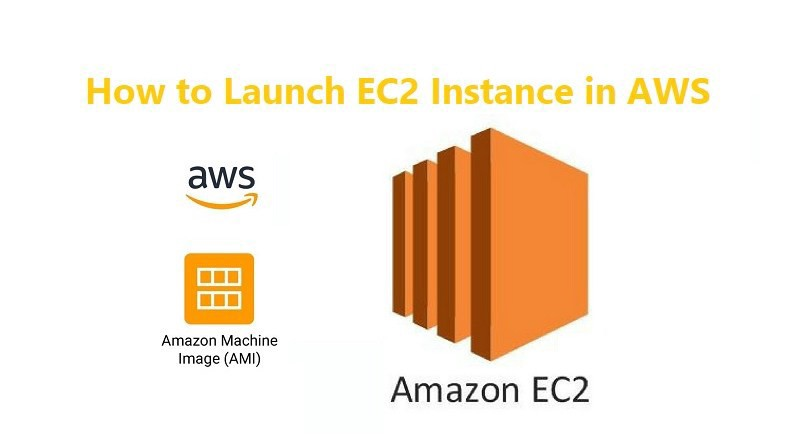 How to Launch EC2 Instance in AWS
aws
Amazon Machine
Image (AMI)
Amazon EC2